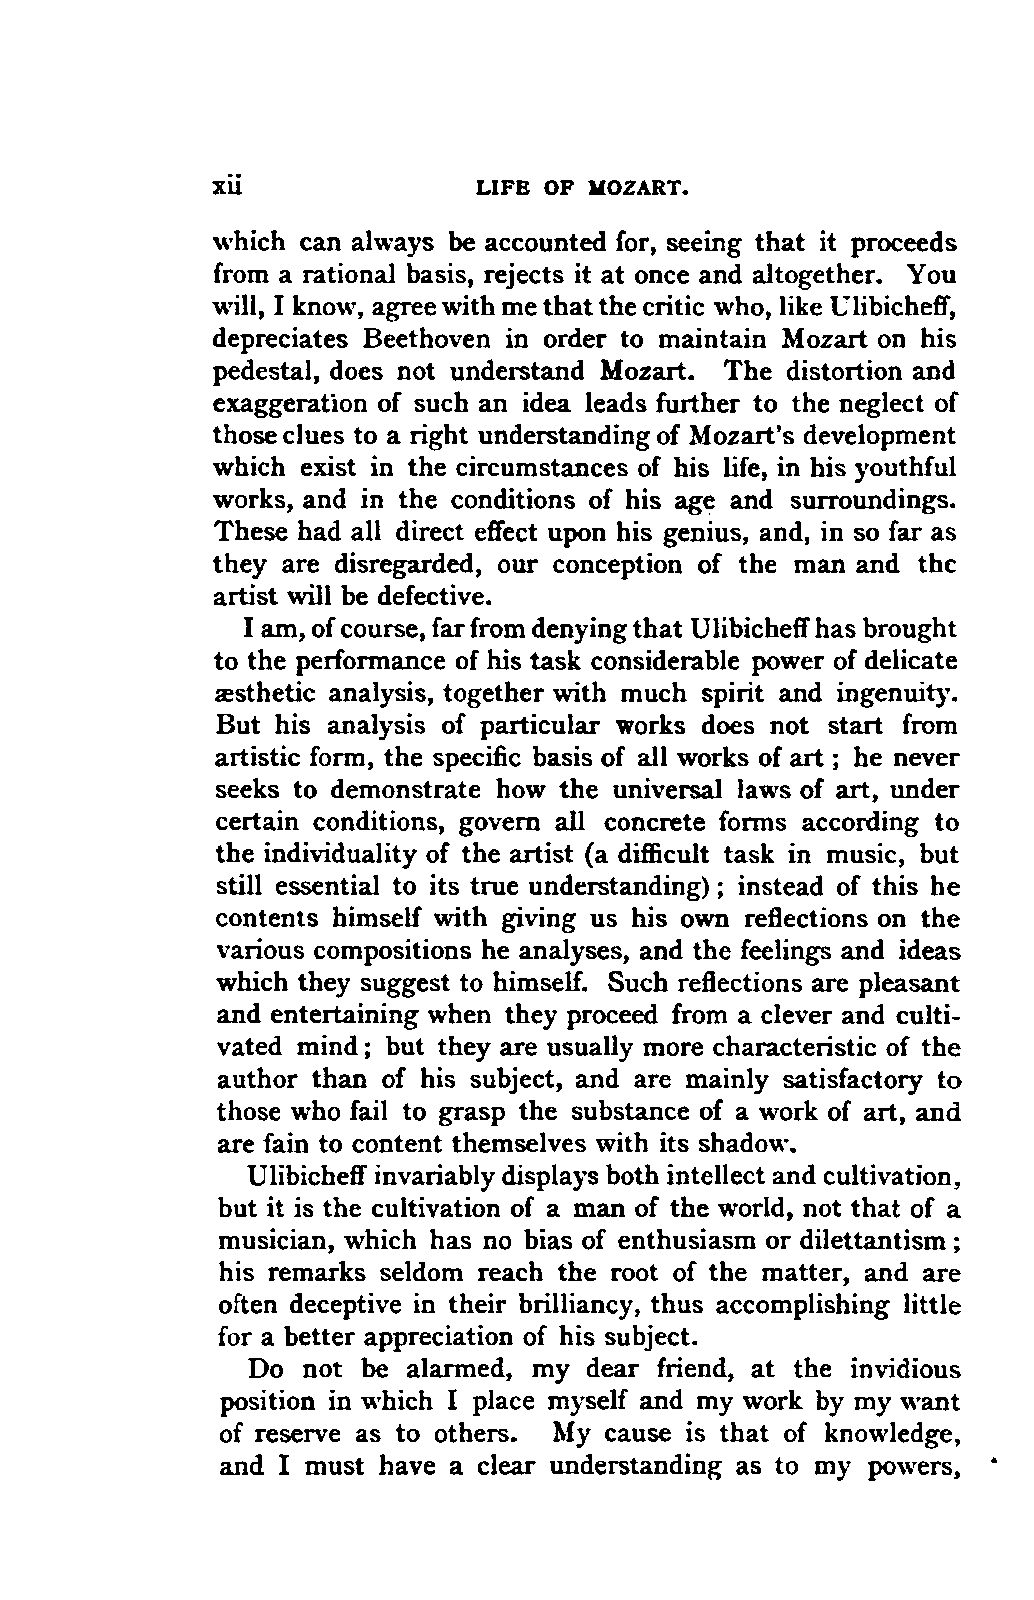 xii LIFE OF MOZART.
which can always be accounted for, seeing that it proceeds
from a rational basis, rejects it at once and altogether. You
will, I know, agree with me that the critic who, like Ulibicheff,
depreciates Beethoven in order to maintain Mozart on his
pedestal, does not understand Mozart. The distortion and
exaggeration of such an idea leads further to the neglect of
those clues to a right understanding of Mozart's development
which exist in the circumstances of his life, in his youthful
works, and in the conditions of his age and surroundings.
These had all direct effect upon his genius, and, in so far as
they are disregarded, our conception of the man and the
artist will be defective.
I am, of course, far from denying that Ulibicheff has brought
to the performance of his task considerable power of delicate
æsthetic analysis, together with much spirit and ingenuity.
But his analysis of particular works does not start from
artistic form, the specific basis of all works of art ; he never
seeks to demonstrate how the universal laws of art, under
certain conditions, govern all concrete forms according to
the individuality of the artist (a difficult task in music, but
still essential to its true understanding) ; instead of this he
contents himself with giving us his own reflections on the
various compositions he analyses, and the feelings and ideas
which they suggest to himself. Such reflections are pleasant
and entertaining when they proceed from a clever and culti-
vated mind ; but they are usually more characteristic of the
author than of his subject, and are mainly satisfactory to
those who fail to grasp the substance of a work of art, and
are fain to content themselves with its shadow.
Ulibicheff invariably displays both intellect and cultivation,
but it is the cultivation of a man of the world, not that of a
musician, which has no bias of enthusiasm or dilettantism ;
his remarks seldom reach the root of the matter, and are
often deceptive in their brilliancy, thus accomplishing little
for a better appreciation of his subject.
Do not be alarmed, my dear friend, at the invidious
position in which I place myself and my work by my want
of reserve as to others. My cause is that of knowledge,
and I must have a clear understanding as to my powers,